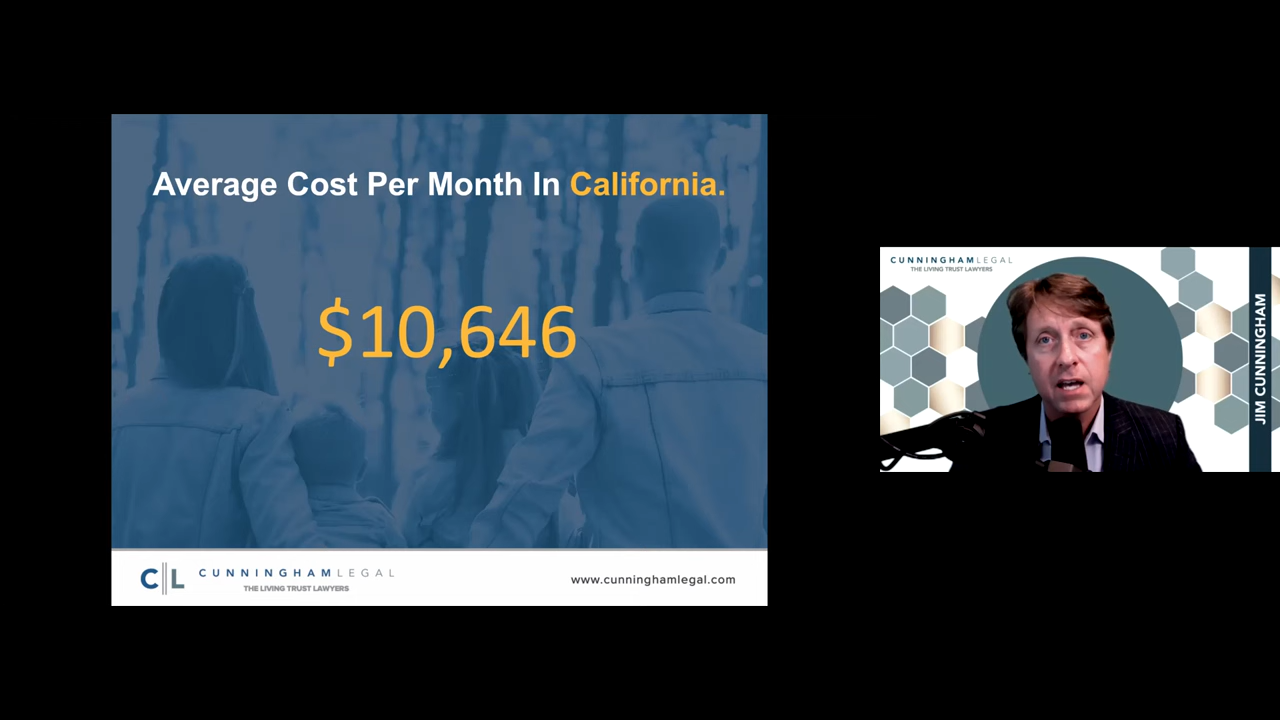 Average Cost Per Month In California.
$10,646
CL CUNNINGHAMLEGAL
THE LIVING TRUST LAWYERS
www.cunninghamlegal.com
CUNNINGHAMLEGAL
THE LIVING TRUST LAWYERS
JIM CUNNINGHAM